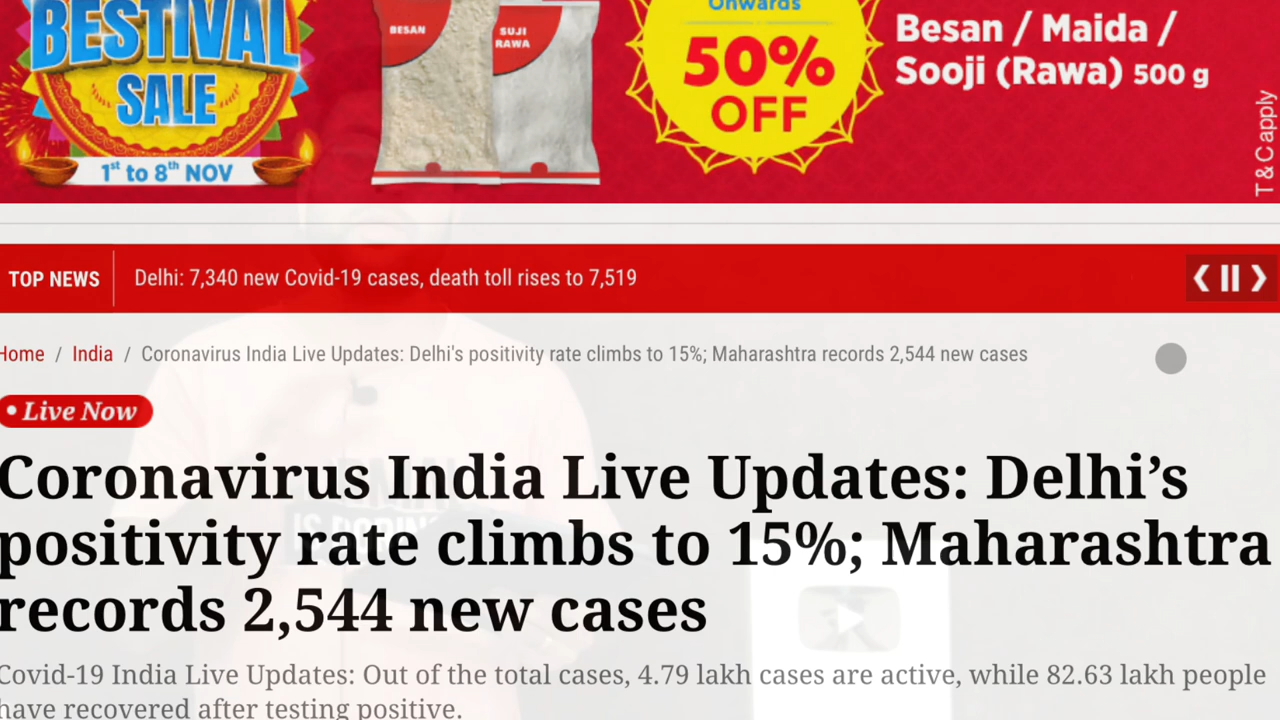 BESTIVAL
SALE
1st to 8th NOV
BESAN
SUJI
RAWA
Onwards
50%
OFF
Besan / Maida /
Sooji (Rawa) 500 g
T & C apply
TOP NEWS
Delhi: 7,340 new Covid-19 cases, death toll rises to 7,519
Home / India / Coronavirus India Live Updates: Delhi's positivity rate climbs to 15%; Maharashtra records 2,544 new cases
• Live Now
Coronavirus India Live Updates: Delhi’s
positivity rate climbs to 15%; Maharashtra
records 2,544 new cases
Covid-19 India Live Updates: Out of the total cases, 4.79 lakh cases are active, while 82.63 lakh people
have recovered after testing positive.